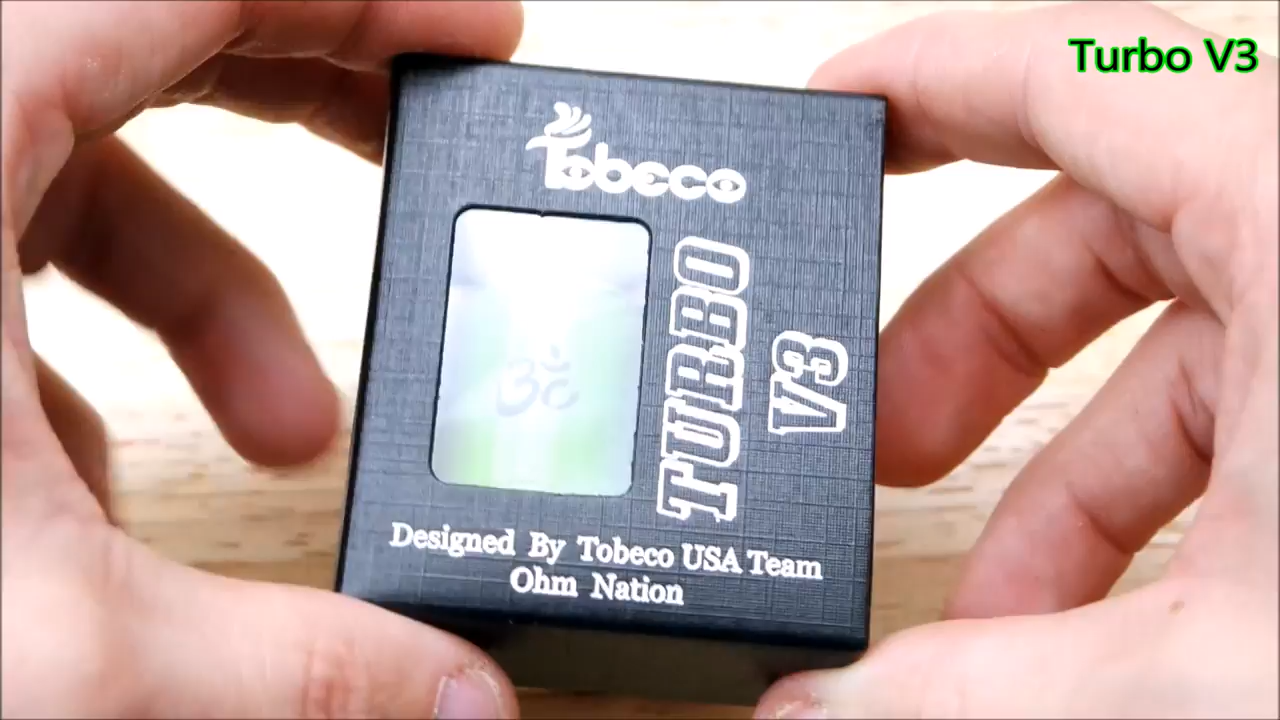 Turbo V3
Tobeco
TURBO
V3
ॐ
Designed By Tobeco USA Team
Ohm Nation